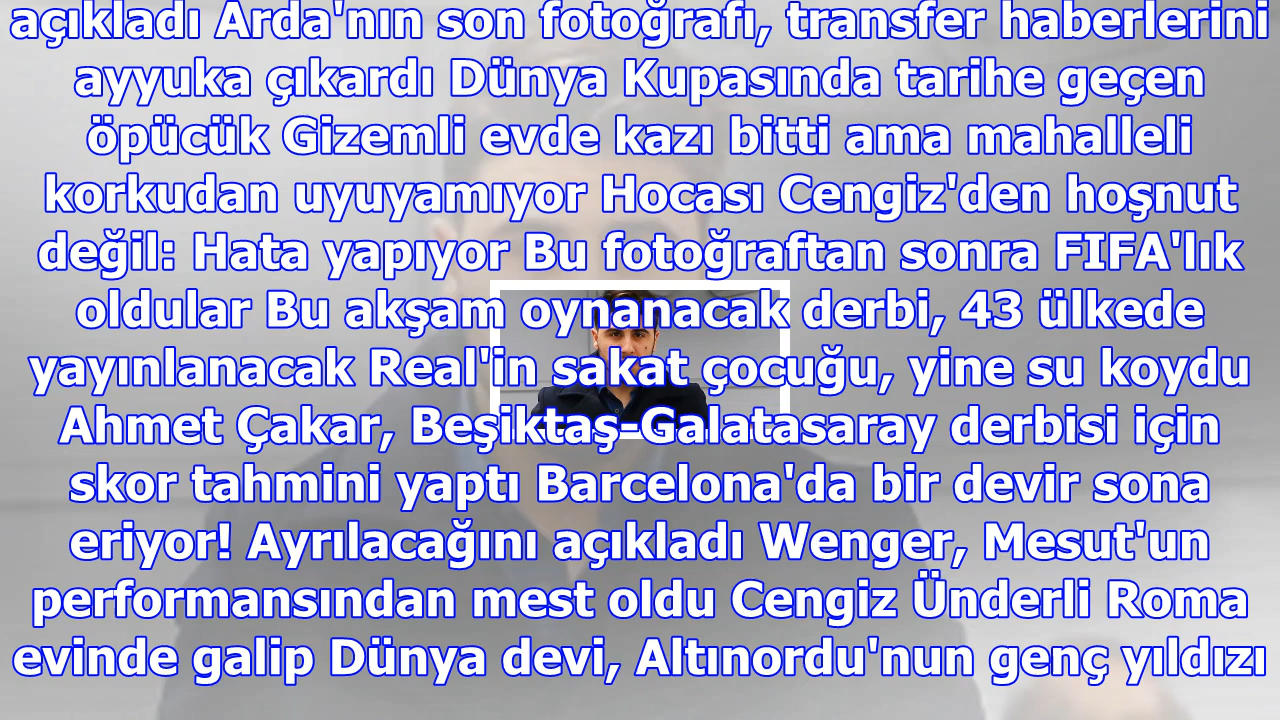 açıkladı Arda'nın son fotoğrafı, transfer haberlerini
ayyuka çıkardı Dünya Kupasında tarihe geçen
öpücük Gizemli evde kazı bitti ama mahalleli
korkudan uyuyamıyor Hocası Cengiz'den hoşnut
değil: Hata yapıyor Bu fotoğraftan sonra FIFA'lık
oldular Bu akşam oynanacak derbi, 43 ülkede
yayınlanacak Real'in sakat çocuğu, yine su koydu
Ahmet Çakar, Beşiktaş-Galatasaray derbisi için
skor tahmini yaptı Barcelona'da bir devir sona
eriyor! Ayrılacağını açıkladı Wenger, Mesut'un
performansından mest oldu Cengiz Ünderli Roma
evinde galip Dünya devi, Altınordu'nun genç yıldızı